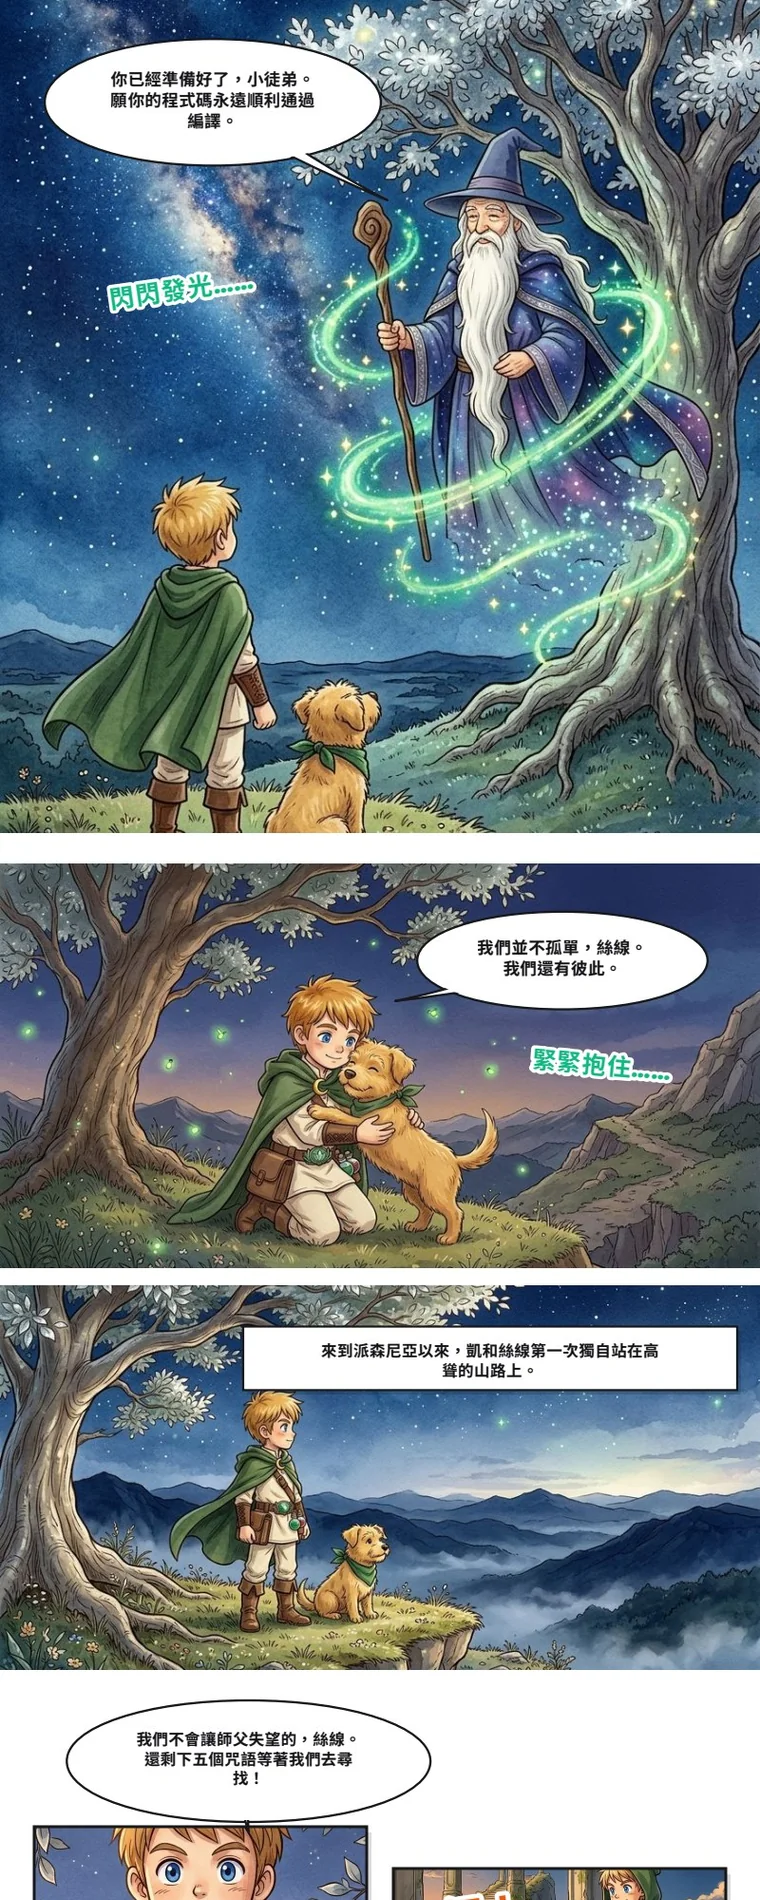 你已經準備好了，小徒弟。
願你的程式碼永遠順利通過
編譯。
閃閃發光……
我們並不孤單，絲線。
我們還有彼此。
緊緊抱住……
來到派森尼亞以來，凱和絲線第一次獨自站在高
聳的山路上。
我們不會讓師父失望的，絲線。
還剩下五個咒語等著我們去尋
找！